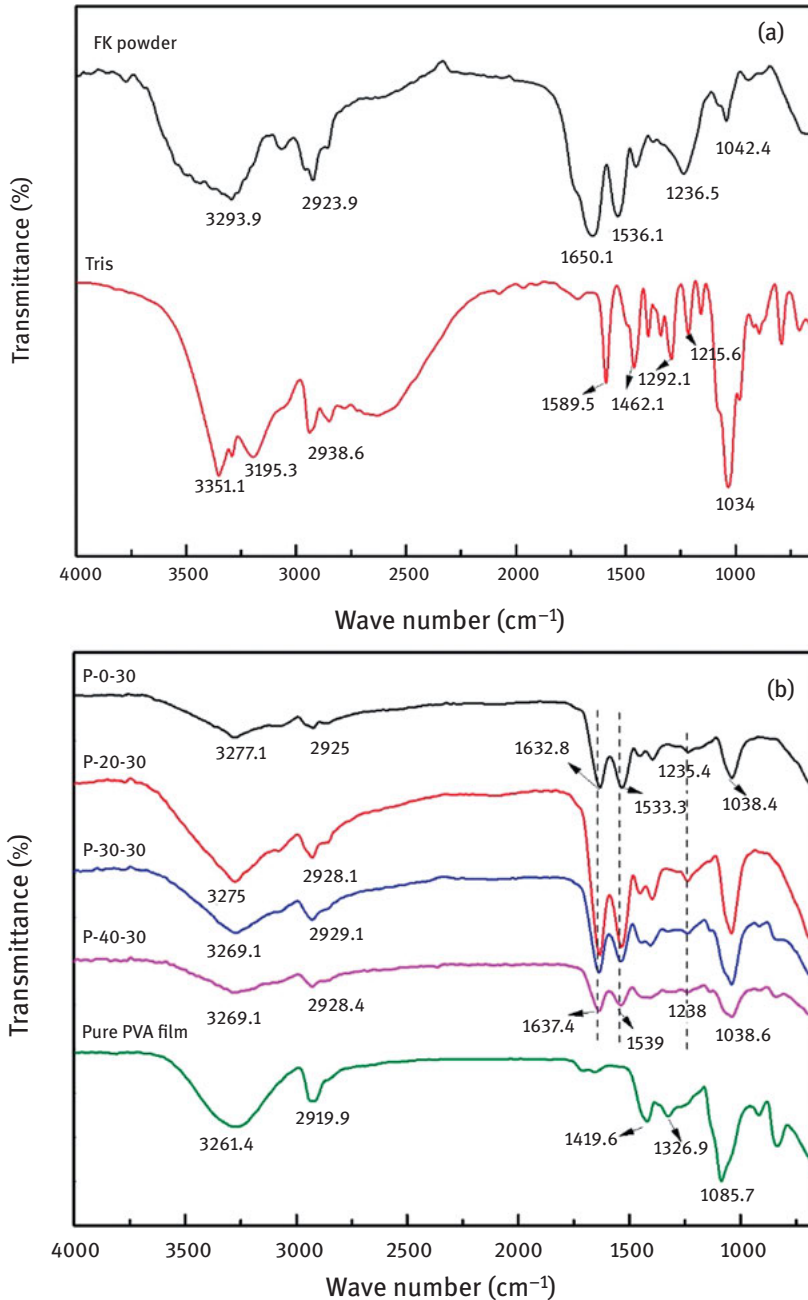 (a)
FK powder
1042.4
3293.9
2923.9
1236.5
1536.1
1650.1
Tris
1215.6
1292.1
1589.5
1462.1
2938.6
3195.3
3351.1
1034
Transmittance (%)
4000 3500 3000 2500 2000 1500 1000
Wave number (cm⁻¹)
(b)
P-0-30
3277.1
2925
1632.8
1235.4
1533.3
1038.4
P-20-30
3275
2928.1
P-30-30
3269.1
2929.1
P-40-30
3269.1
2928.4
1637.4
1539
1238
1038.6
Pure PVA film
3261.4
2919.9
1419.6
1326.9
1085.7
Transmittance (%)
4000 3500 3000 2500 2000 1500 1000
Wave number (cm⁻¹)